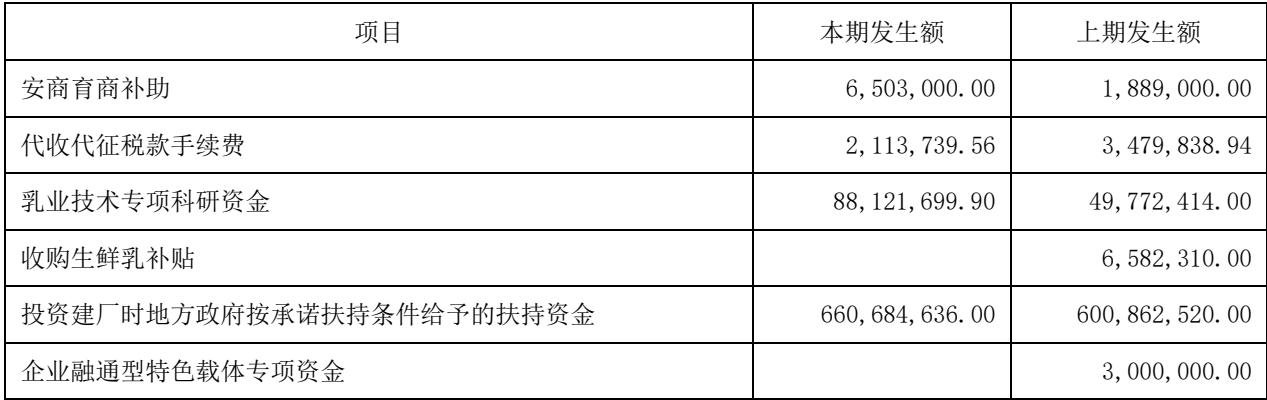 项目 本期发生额 上期发生额
安商育商补助 6,503,000.00 1,889,000.00
代收代征税款手续费 2,113,739.56 3,479,838.94
乳业技术专项科研资金 88,121,699.90 49,772,414.00
收购生鲜乳补贴 6,582,310.00
投资建厂时地方政府按承诺扶持条件给予的扶持资金 660,684,636.00 600,862,520.00
企业融通型特色载体专项资金 3,000,000.00